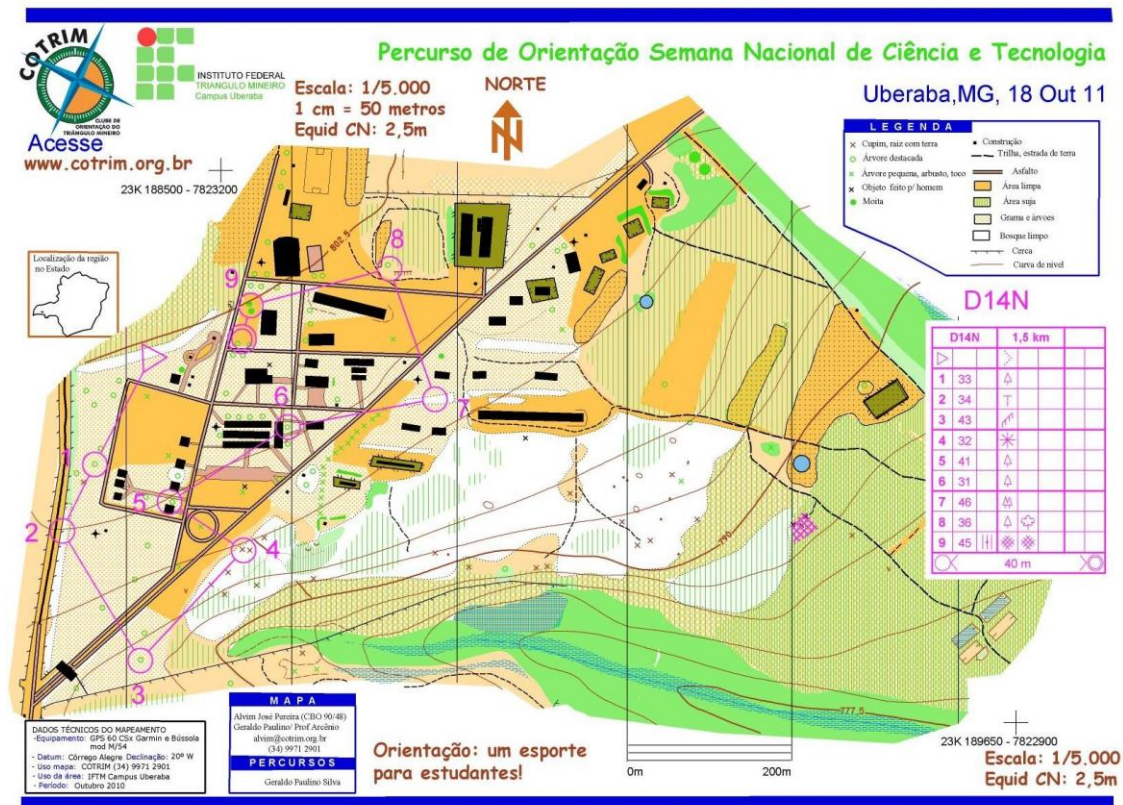 COTRIM
CLUBE DE
ORIENTAÇÃO DO
TRIÂNGULO MINEIRO
Acesse
www.cotrim.org.br
INSTITUTO FEDERAL
TRIANGULO MINEIRO
Campus Uberaba
Percurso de Orientação Semana Nacional de Ciência e Tecnologia
Escala: 1/5.000
1 cm = 50 metros
Equid CN: 2,5m
NORTE
N
Uberaba,MG, 18 Out 11
23K 188500 - 7823200
LEGENDA
Cupim, raiz com terra
Árvore destacada
Árvore pequena, arbusto, toco
Objeto feito p/ homem
Moita
Construção
Trilha, estrada de terra
Asfalto
Área limpa
Área suja
Grama e árvoes
Bosque limpo
Cerca
Curva de nível
Localização da região
no Estado
802,5
8
9
7
6
1
5
2
4
3
790
777,5
D14N
D14N 1,5 km
1 33
2 34
3 43
4 32
5 41
6 31
7 46
8 36
9 45
40 m
DADOS TÉCNICOS DO MAPEAMENTO
-Equipamento: GPS 60 CSx Garmin e Bússola
mod M/54
- Datum: Córrego Alegre Declinação: 20º W
- Uso mapa: COTRIM (34) 9971 2901
- Uso da área: IFTM Campus Uberaba
- Período: Outubro 2010
MAPA
Alvim José Pereira (CBO 90/48)
Geraldo Paulino/ Prof Arcênio
alvim@cotrim.org.br
(34) 9971 2901
PERCURSOS
Geraldo Paulino Silva
Orientação: um esporte
para estudantes!
0m 200m
23K 189650 - 7822900
Escala: 1/5.000
Equid CN: 2,5m